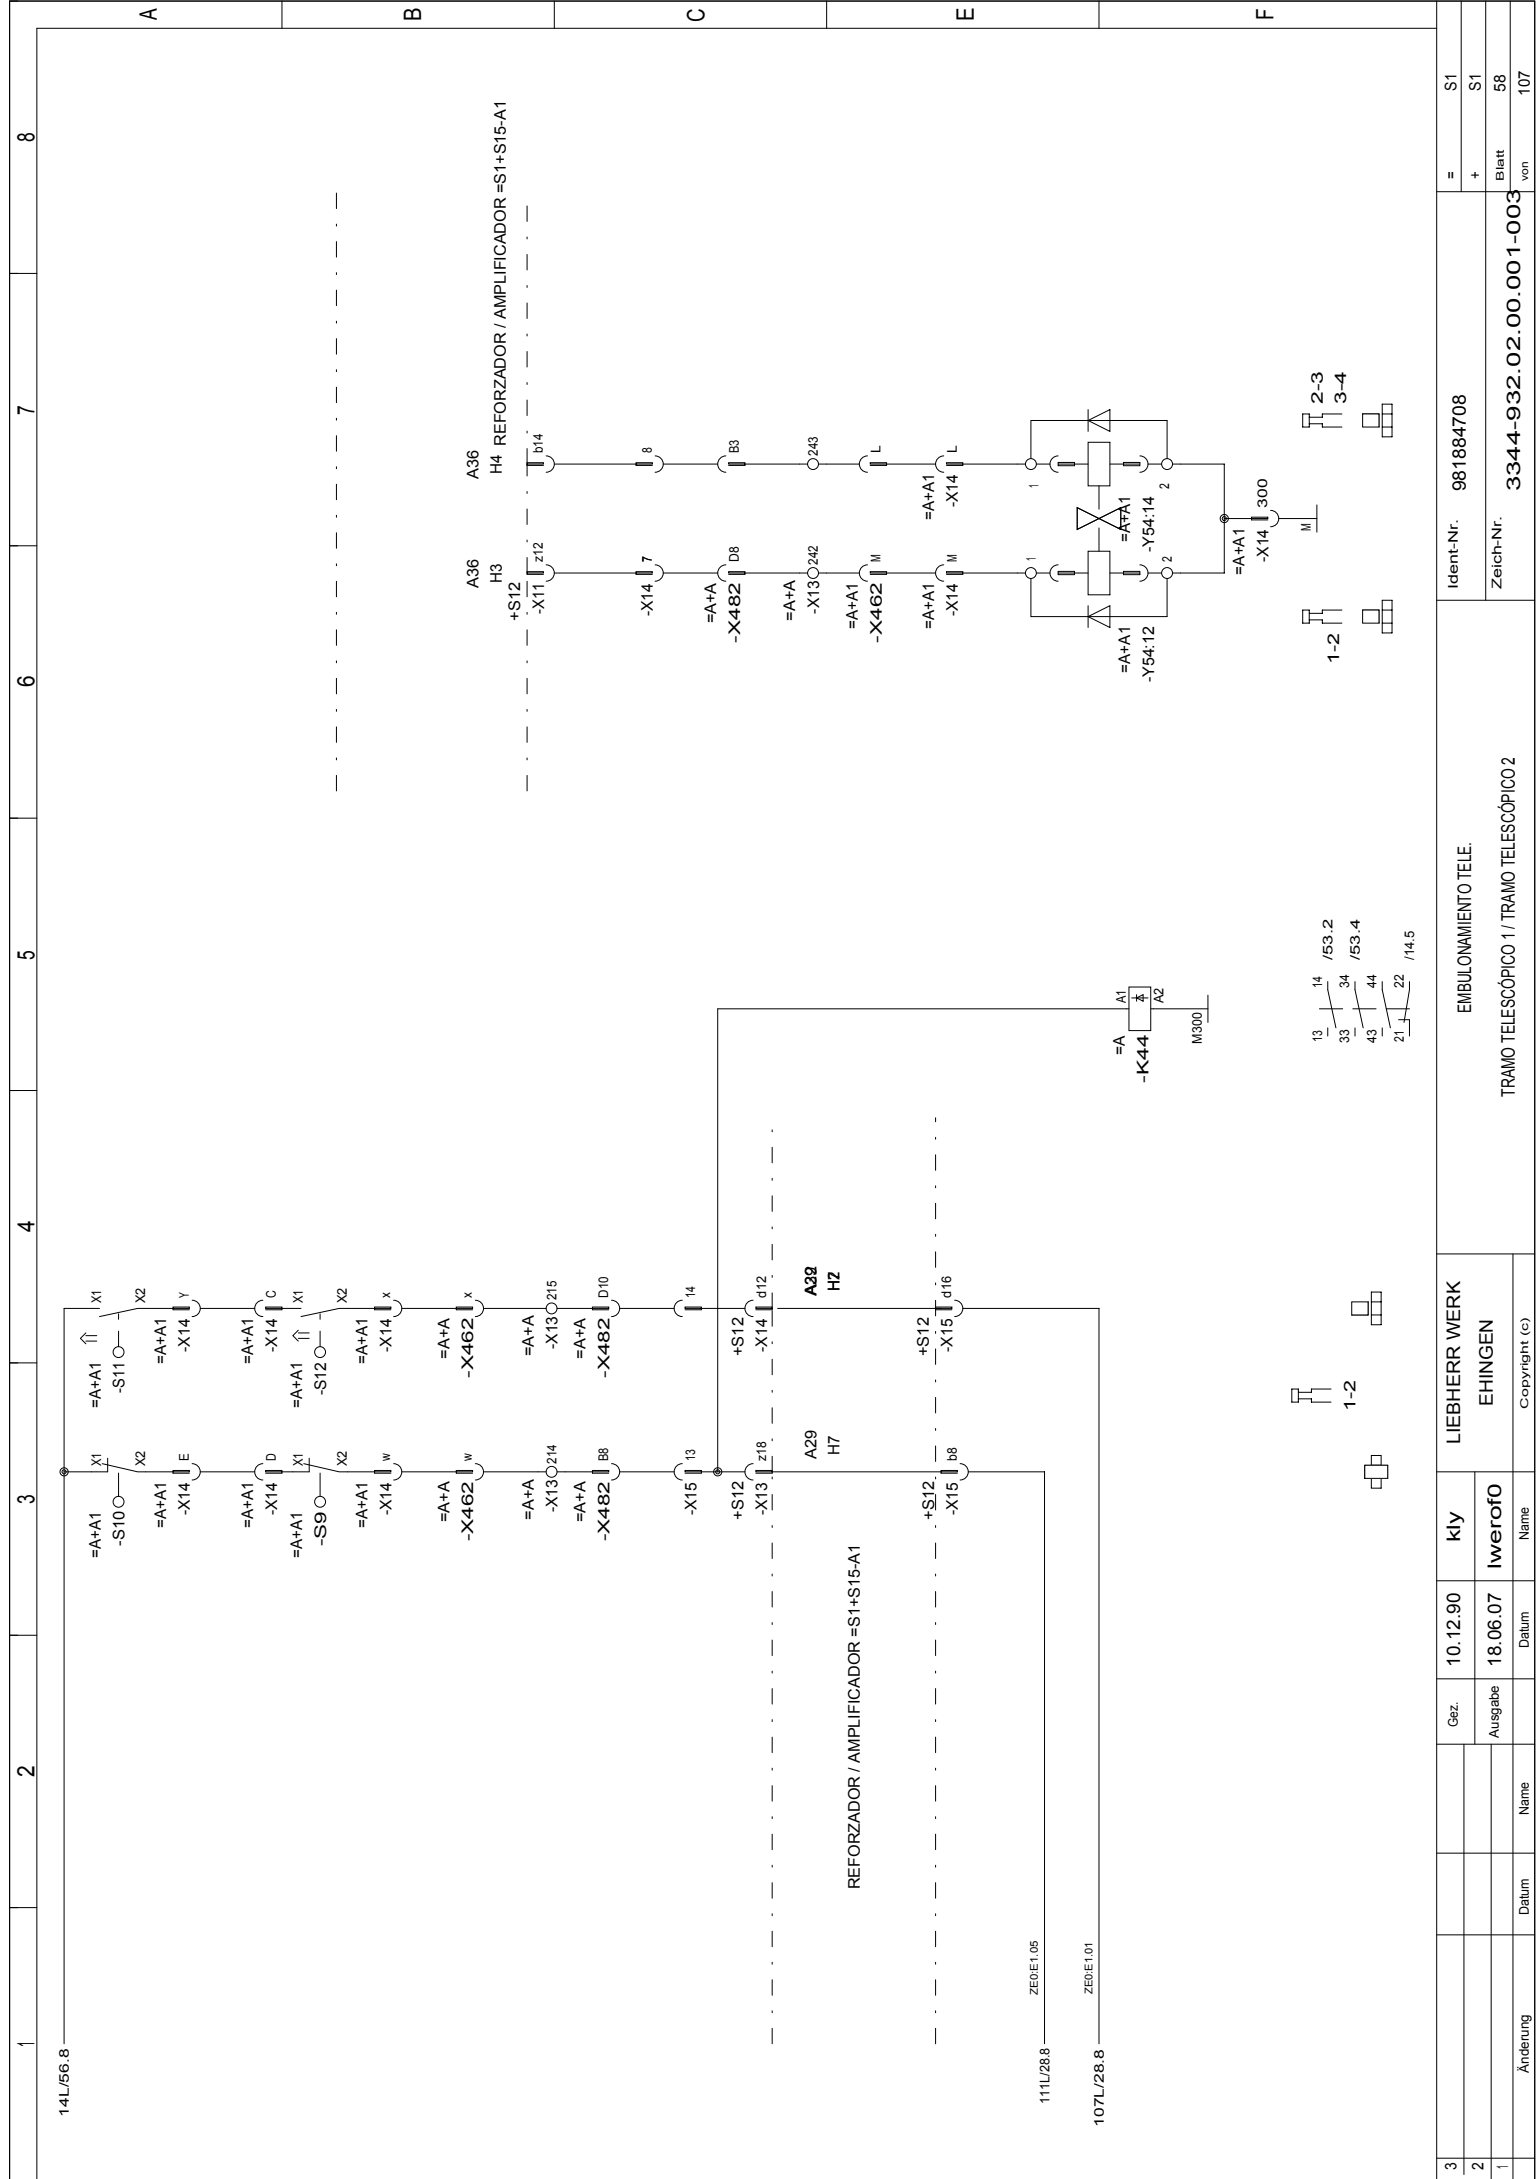 1 2 3 4 5 6 7 8
A
B
C
E
F
14L/56.8
=A+A1
-S10
X1
X2
=A+A1
-X14
E
=A+A1
-X14
D
=A+A1
-S9
X1
X2
=A+A1
-X14
w
=A+A
-X462
w
=A+A
-X13
214
=A+A
-X482
B8
-X15
13
+S12
-X13
z18
A29
H7
+S12
-X15
b8
=A+A1
-S11
X1
X2
=A+A1
-X14
Y
=A+A1
-X14
C
=A+A1
-S12
X1
X2
=A+A1
-X14
x
=A+A
-X462
x
=A+A
-X13
215
=A+A
-X482
D10
14
+S12
-X14
d12
+S12
-X15
d16
REFORZADOR / AMPLIFICADOR =S1+S15-A1
111L/28.8
ZE0:E1.05
107L/28.8
ZE0:E1.01
1-2
=A
-K44
A1
A2
M300
13 14 /53.2
33 34 /53.4
43 44
21 22 /14.5
A36
H3
A36
H4
REFORZADOR / AMPLIFICADOR =S1+S15-A1
+S12
-X11
z12
b14
-X14
7
8
=A+A
-X482
D8
B3
=A+A
-X13
242
243
=A+A1
-X462
M
L
=A+A1
-X14
M
=A+A1
-X14
L
1
1
=A+A1
-Y54:12
=A+A1
-Y54:14
2
2
=A+A1
-X14
300
M
1-2
2-3
3-4
3
2
1
Änderung
Datum
Name
Gez.
10.12.90
kly
Ausgabe
18.06.07
lwerof0
Datum
Name
LIEBHERR WERK
EHINGEN
Copyright (c)
EMBULONAMIENTO TELE.
TRAMO TELESCÓPICO 1 / TRAMO TELESCÓPICO 2
Ident-Nr. 981884708
Zeich-Nr. 3344-932.02.00.001-003
= S1
+ S1
Blatt 58
von 107